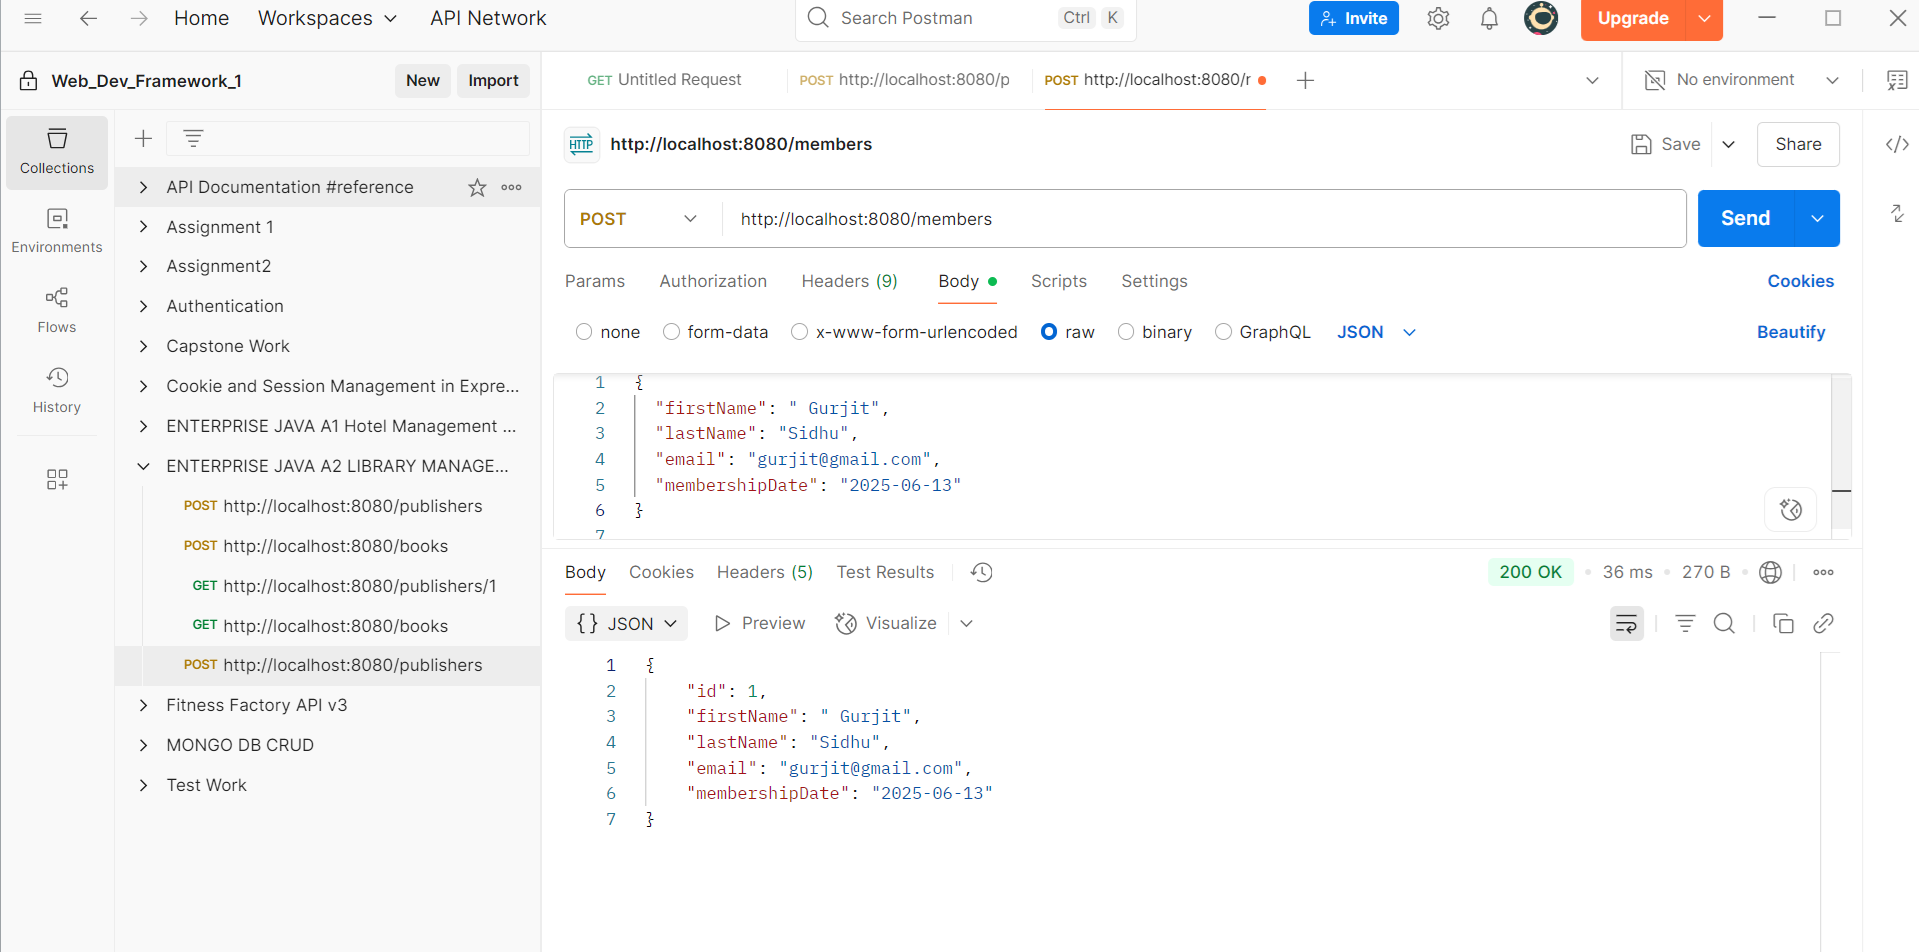 Home Workspaces API Network Search Postman Ctrl K Invite Upgrade
Web_Dev_Framework_1 New Import
GET Untitled Request POST http://localhost:8080/p POST http://localhost:8080/r No environment
Collections
Environments
Flows
History
API Documentation #reference
Assignment 1
Assignment2
Authentication
Capstone Work
Cookie and Session Management in Expre...
ENTERPRISE JAVA A1 Hotel Management ...
ENTERPRISE JAVA A2 LIBRARY MANAGE...
POST http://localhost:8080/publishers
POST http://localhost:8080/books
GET http://localhost:8080/publishers/1
GET http://localhost:8080/books
POST http://localhost:8080/publishers
Fitness Factory API v3
MONGO DB CRUD
Test Work
HTTP http://localhost:8080/members Save Share
POST http://localhost:8080/members Send
Params Authorization Headers (9) Body Scripts Settings Cookies
none form-data x-www-form-urlencoded raw binary GraphQL JSON Beautify
1 {
2 "firstName": " Gurjit",
3 "lastName": "Sidhu",
4 "email": "gurjit@gmail.com",
5 "membershipDate": "2025-06-13"
6 }
7
Body Cookies Headers (5) Test Results 200 OK 36 ms 270 B
{} JSON Preview Visualize
1 {
2 "id": 1,
3 "firstName": " Gurjit",
4 "lastName": "Sidhu",
5 "email": "gurjit@gmail.com",
6 "membershipDate": "2025-06-13"
7 }